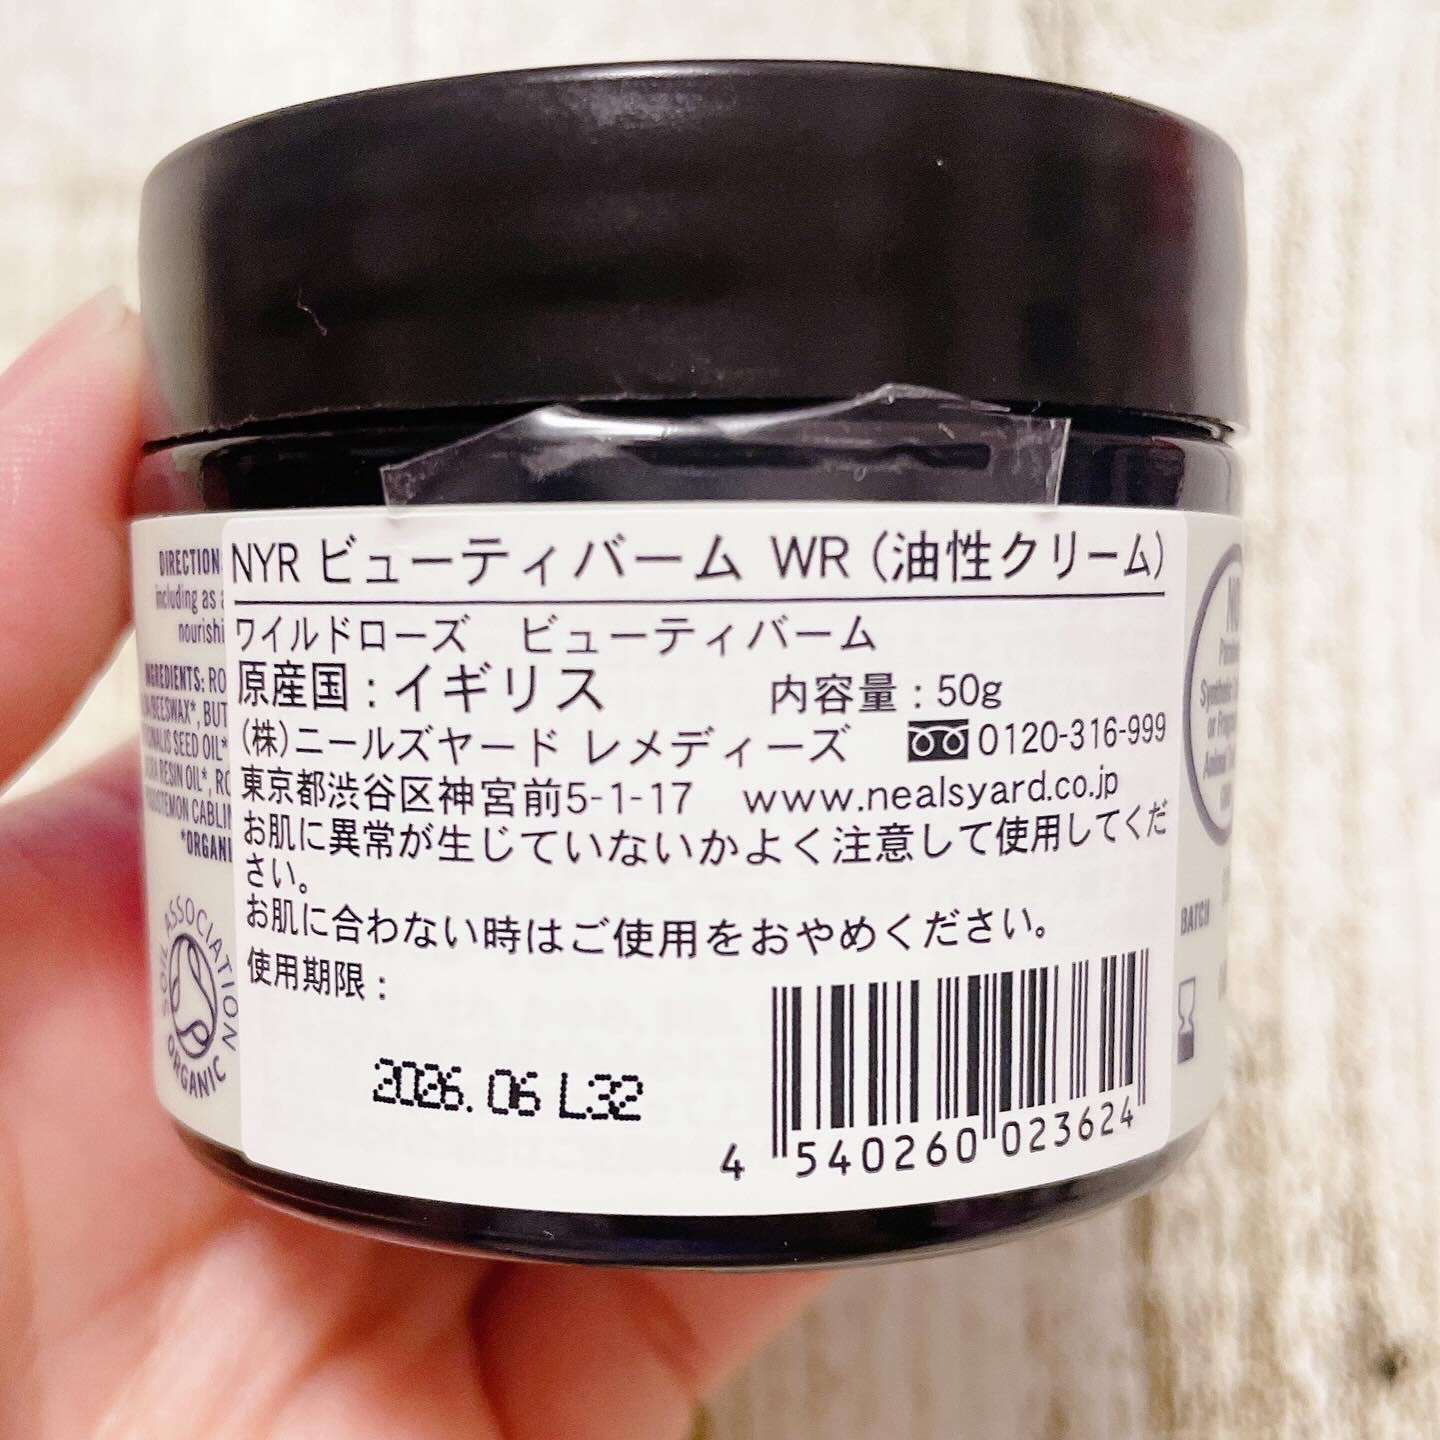 NYR ビューティバーム WR（油性クリーム）
ワイルドローズ ビューティバーム
原産国：イギリス 内容量：50g
（株）ニールズヤード レメディーズ 0120-316-999
東京都渋谷区神宮前5-1-17 www.nealsyard.co.jp
お肌に異常が生じていないかよく注意して使用してくだ
さい。
お肌に合わない時はご使用をおやめください。
使用期限：
2026.06 L32
4 540260 023624
including as
INGREDIENTS:
BEESWAX*,
SEED OIL*
RESIN OIL*,
SOIL ASSOCIATION
ORGANIC
NO
or
BATCH